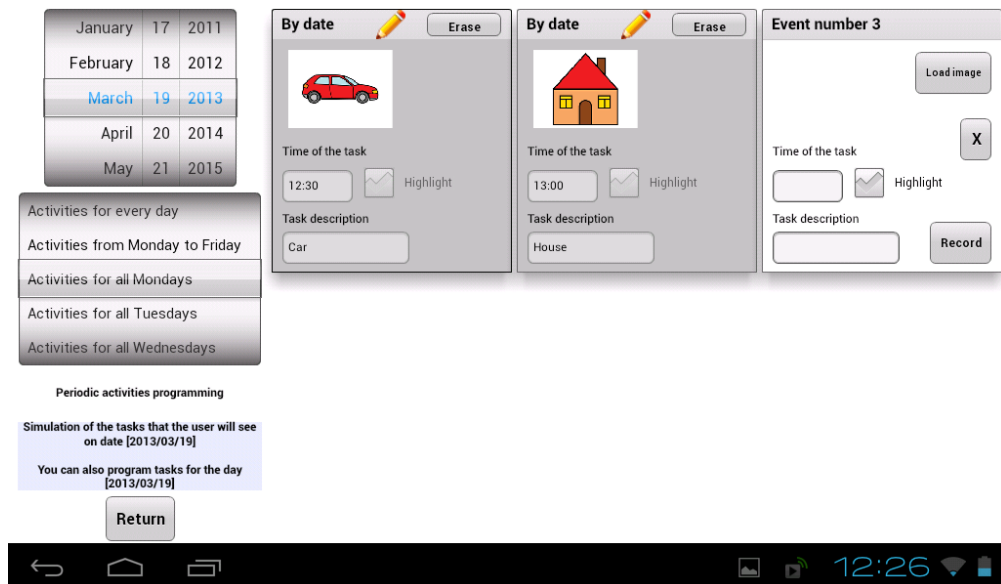 January 17 2011
February 18 2012
March 19 2013
April 20 2014
May 21 2015
Activities for every day
Activities from Monday to Friday
Activities for all Mondays
Activities for all Tuesdays
Activities for all Wednesdays
Periodic activities programming
Simulation of the tasks that the user will see
on date [2013/03/19]
You can also program tasks for the day
[2013/03/19]
Return
By date
Erase
Time of the task
12:30
Highlight
Task description
Car
By date
Erase
Time of the task
13:00
Highlight
Task description
House
Event number 3
Load image
X
Time of the task
Highlight
Task description
Record
12:26